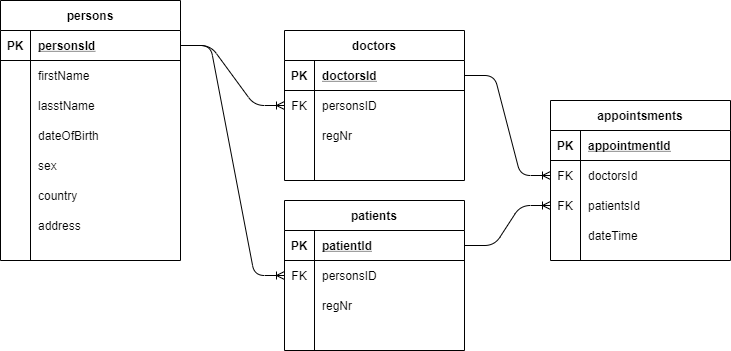 persons
PK personsId
firstName
lasstName
dateOfBirth
sex
country
address
doctors
PK doctorsId
FK personsID
regNr
patients
PK patientId
FK personsID
regNr
appointsments
PK appointmentId
FK doctorsId
FK patientsId
dateTime